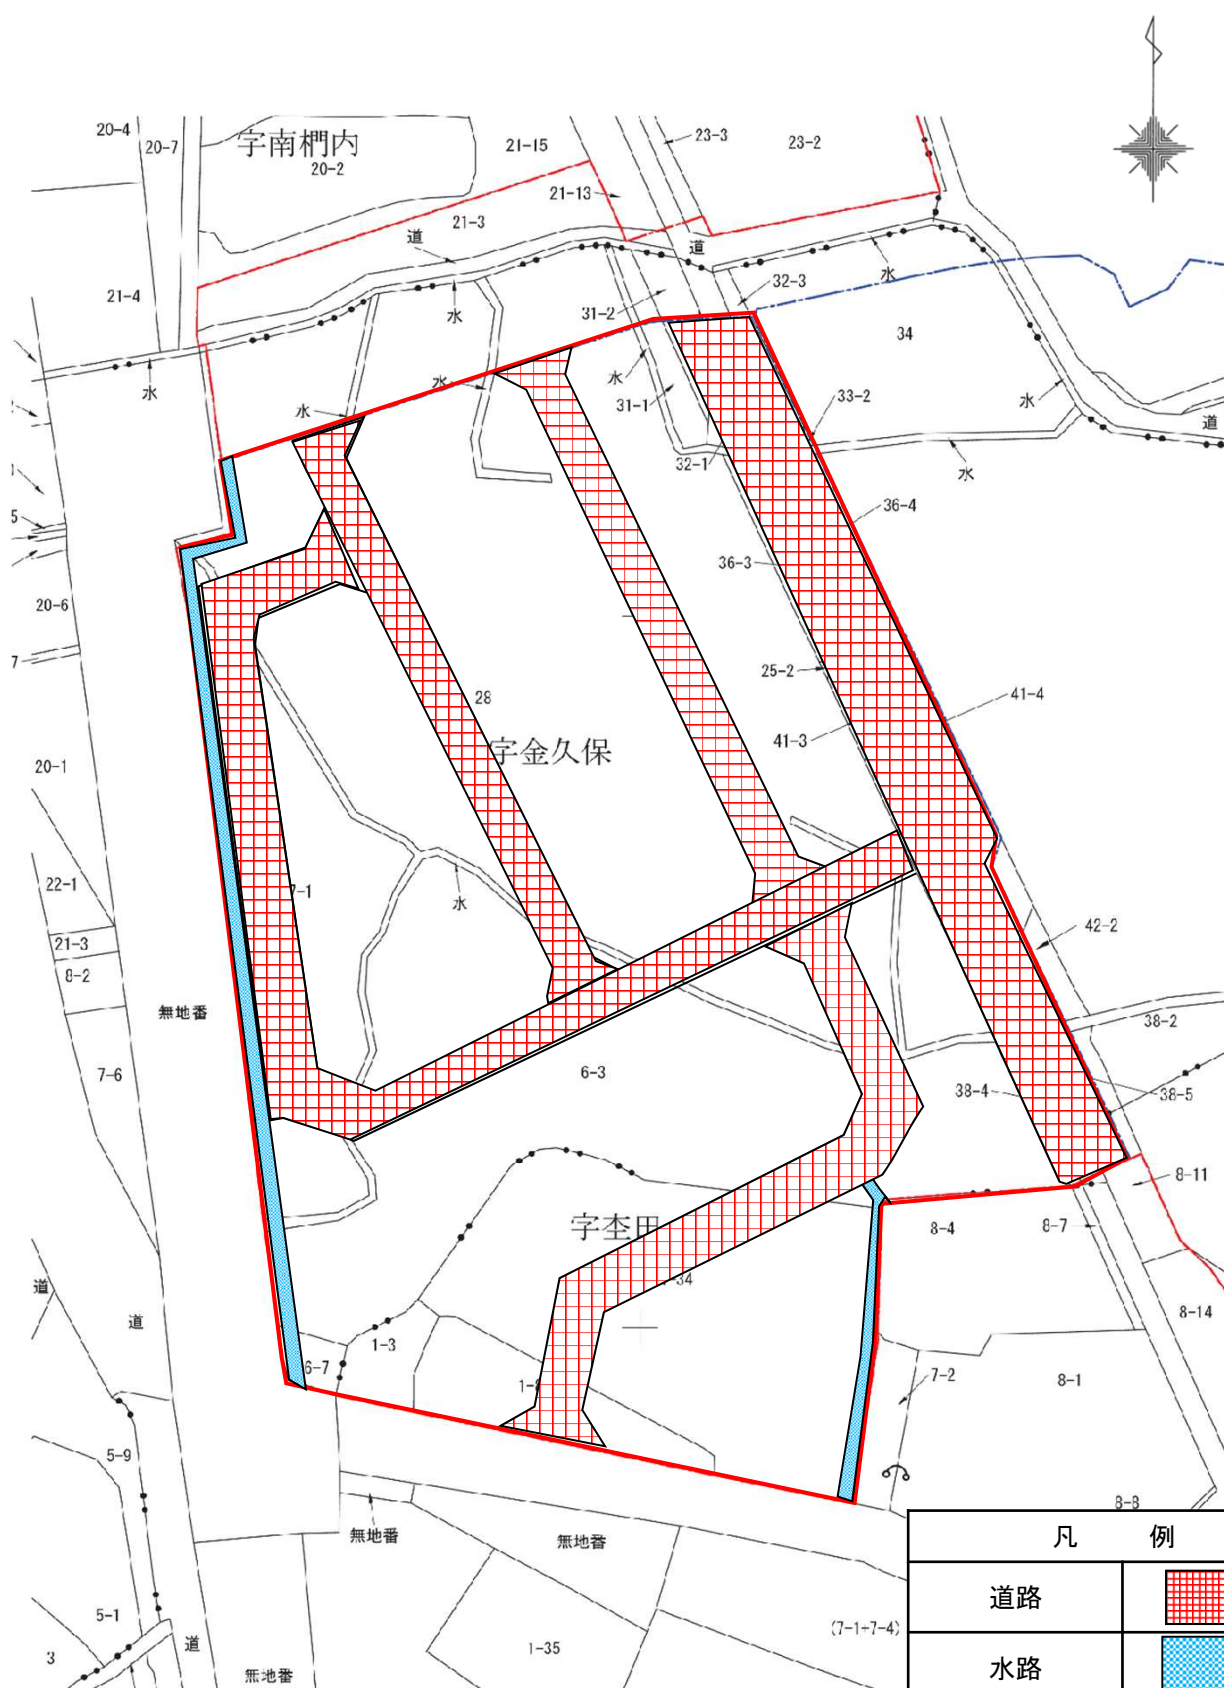 20-4
20-7
字南椚内
20-2
21-15
23-3
23-2
21-13
21-3
道
道
水
32-3
21-4
水
31-2
34
水
水
水
31-1
水
33-2
水
道
水
32-1
36-4
5
36-3
20-6
7
25-2
41-4
28
41-3
字金久保
20-1
22-1
7-1
水
21-3
42-2
8-2
無地番
38-2
7-6
6-3
38-4
38-5
8-11
字杢田
8-4
8-7
道
34
道
8-14
1-3
6-7
7-2
8-1
5-9
8-8
無地番
無地番
凡 例
道路
5-1
道
(7-1+7-4)
3
1-35
水路
無地番